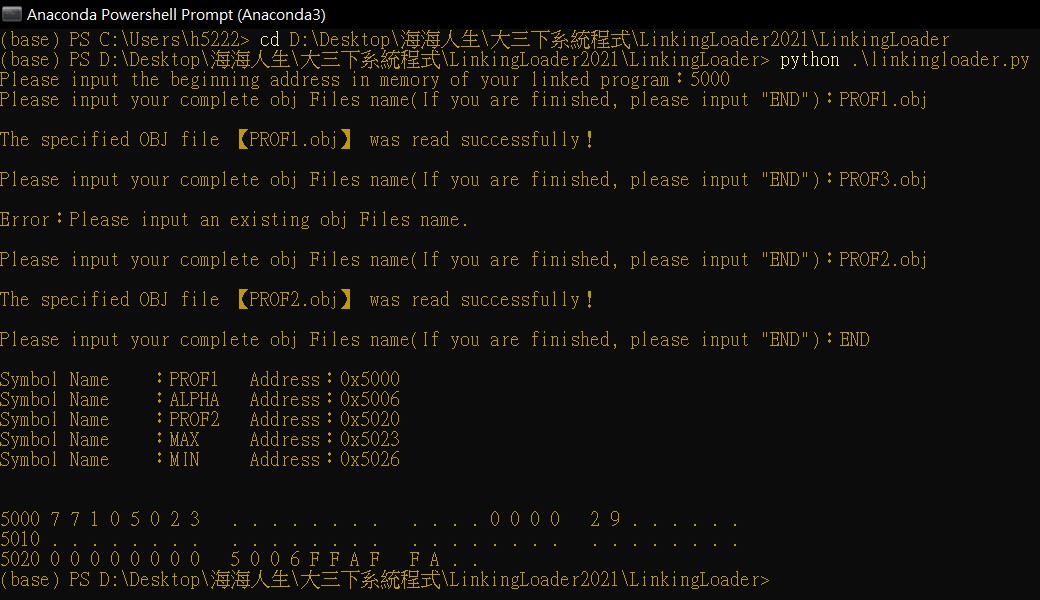 Anaconda Powershell Prompt (Anaconda3)
(base) PS C:\Users\h5222> cd D:\Desktop\海海人生\大三下系統程式\LinkingLoader2021\LinkingLoader
(base) PS D:\Desktop\海海人生\大三下系統程式\LinkingLoader2021\LinkingLoader> python .\linkingloader.py
Please input the beginning address in memory of your linked program：5000
Please input your complete obj Files name(If you are finished, please input "END")：PROF1.obj
The specified OBJ file 【PROF1.obj】 was read successfully！
Please input your complete obj Files name(If you are finished, please input "END")：PROF3.obj
Error：Please input an existing obj Files name.
Please input your complete obj Files name(If you are finished, please input "END")：PROF2.obj
The specified OBJ file 【PROF2.obj】 was read successfully！
Please input your complete obj Files name(If you are finished, please input "END")：END
Symbol Name    ：PROF1   Address：0x5000
Symbol Name    ：ALPHA   Address：0x5006
Symbol Name    ：PROF2   Address：0x5020
Symbol Name    ：MAX     Address：0x5023
Symbol Name    ：MIN     Address：0x5026
5000 7 7 1 0 5 0 2 3   . . . . . . . .   . . . . 0 0 0 0   2 9 . . . . . .
5010 . . . . . . . .   . . . . . . . .   . . . . . . . .   . . . . . . . .
5020 0 0 0 0 0 0 0 0   5 0 0 6 F F A F   F A . .
(base) PS D:\Desktop\海海人生\大三下系統程式\LinkingLoader2021\LinkingLoader>